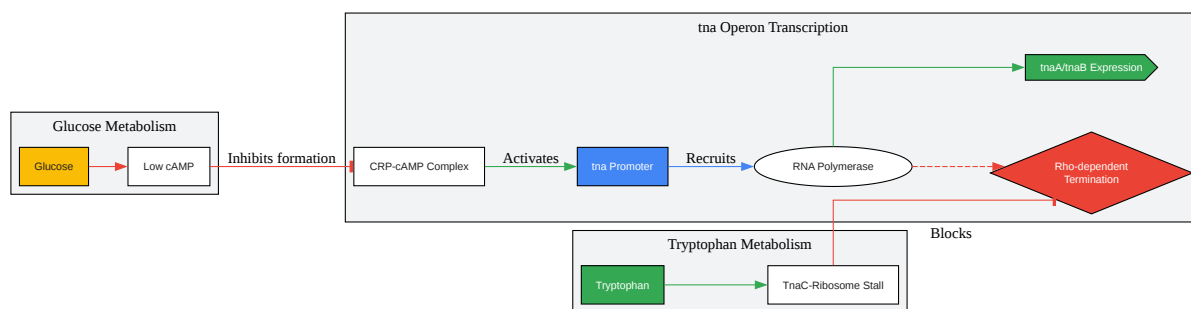 tna Operon Transcription
tnaA/tnaB Expression
Glucose Metabolism
Glucose
Low cAMP
Inhibits formation
CRP-cAMP Complex
Activates
tna Promoter
Recruits
RNA Polymerase
Rho-dependent
Termination
Blocks
Tryptophan Metabolism
Tryptophan
TnaC-Ribosome Stall